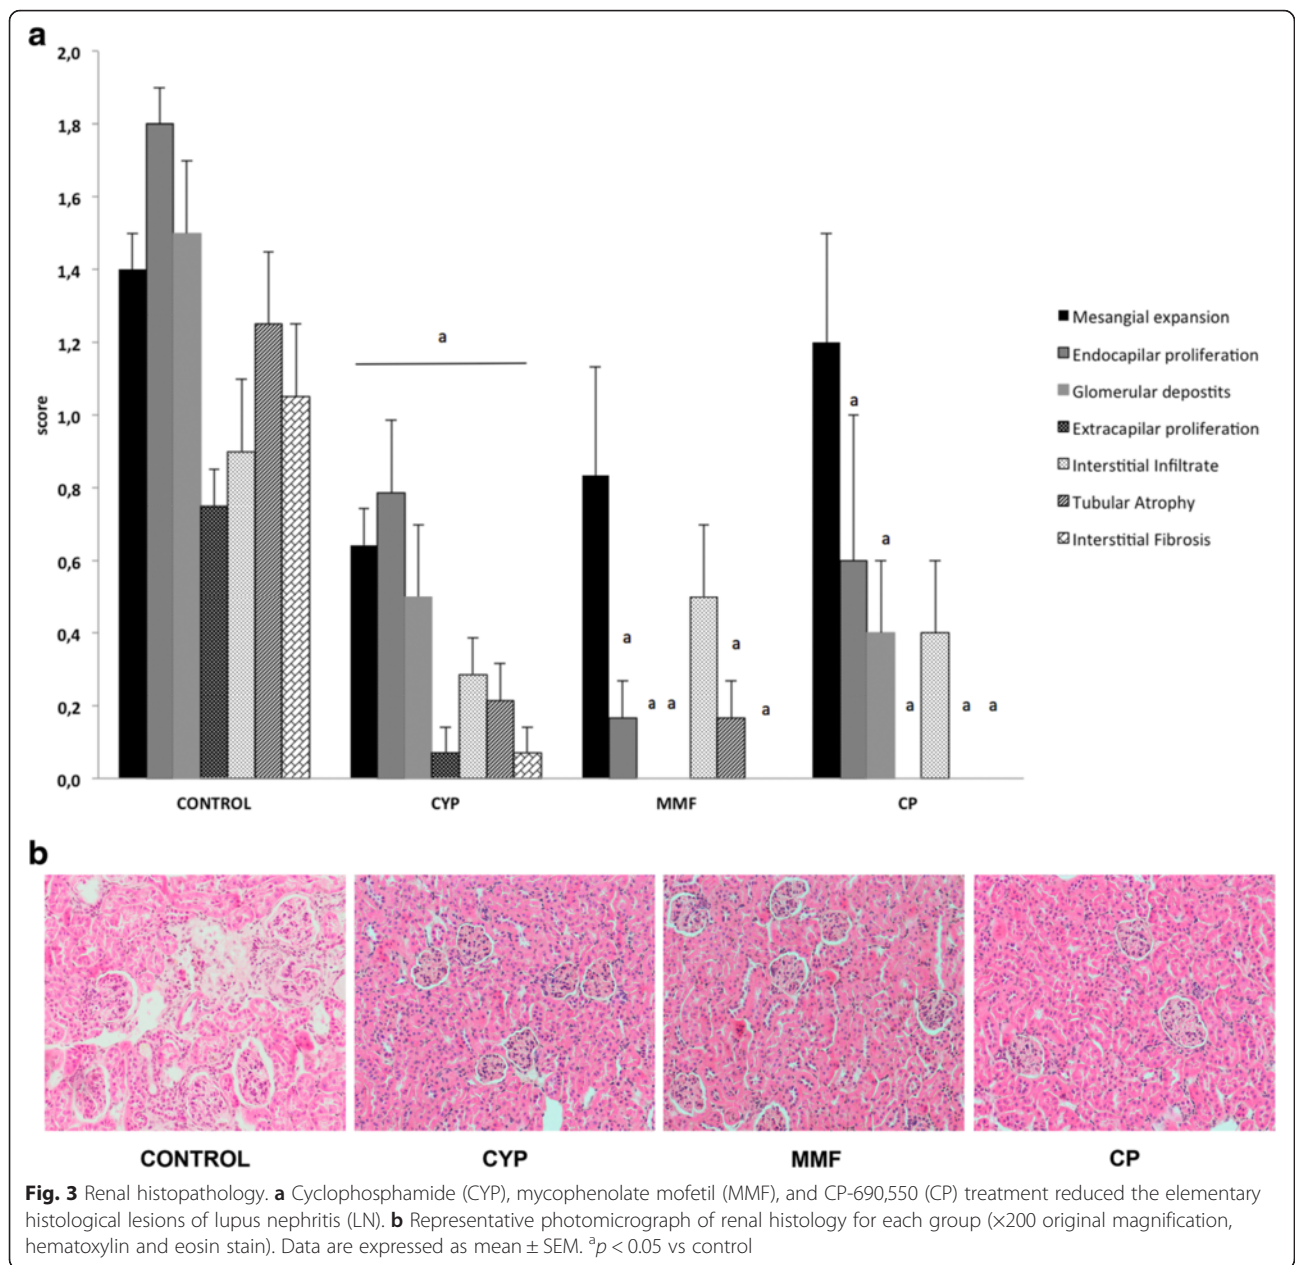 a
2,0
1,8
1,6
1,4
1,2
1,0
0,8
0,6
0,4
0,2
0,0
score
a
a
a a
a
a
a
a
a
a a
CONTROL CYP MMF CP
Mesangial expansion
Endocapilar proliferation
Glomerular depostits
Extracapilar proliferation
Interstitial Infiltrate
Tubular Atrophy
Interstitial Fibrosis
b
CONTROL CYP MMF CP
Fig. 3 Renal histopathology. a Cyclophosphamide (CYP), mycophenolate mofetil (MMF), and CP-690,550 (CP) treatment reduced the elementary
histological lesions of lupus nephritis (LN). b Representative photomicrograph of renal histology for each group (×200 original magnification,
hematoxylin and eosin stain). Data are expressed as mean ± SEM. ᵃp < 0.05 vs control